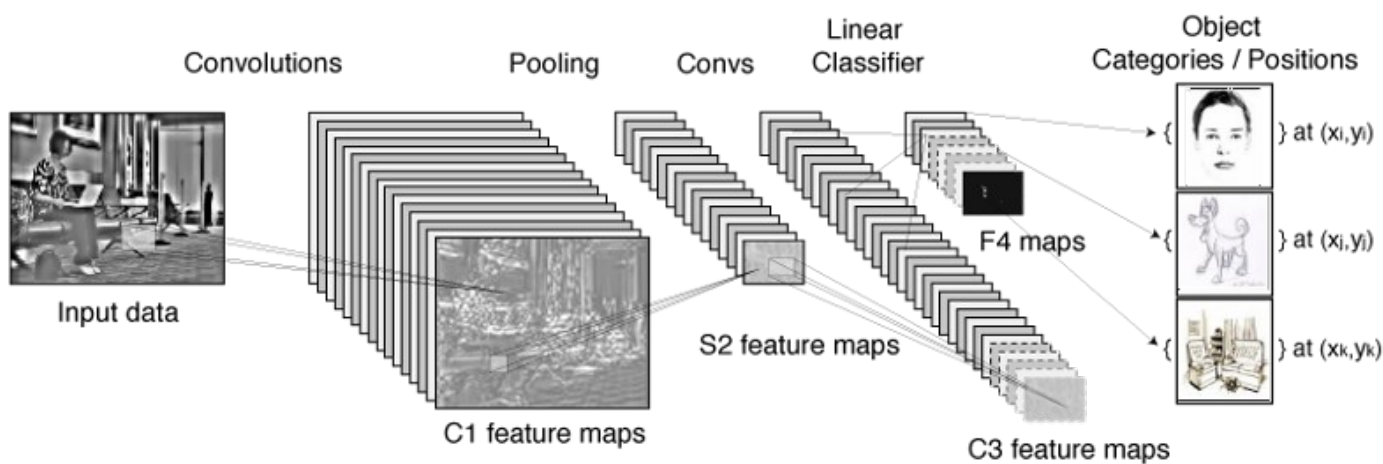 Convolutions
Pooling
Convs
Linear
Classifier
Object
Categories / Positions
Input data
C1 feature maps
S2 feature maps
C3 feature maps
F4 maps
{ } at (xi,yi)
{ } at (xj,yj)
{ } at (xk,yk)